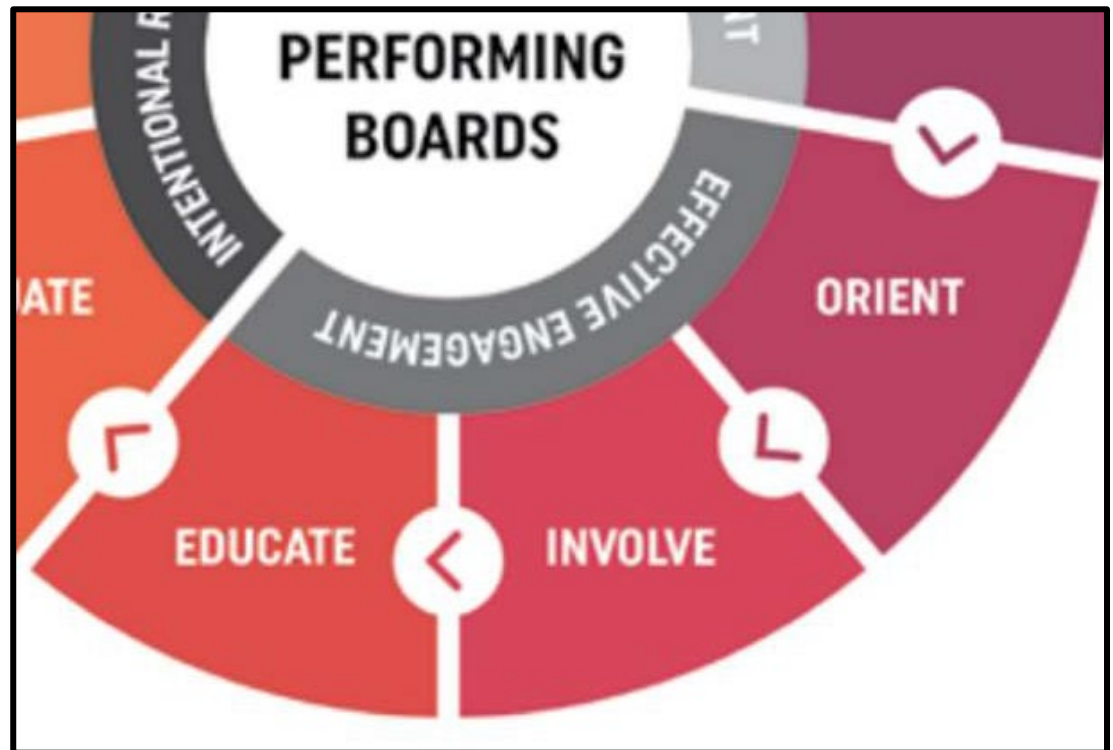 PERFORMING
BOARDS
INTENTIONAL
EFFECTIVE ENGAGEMENT
ORIENT
INVOLVE
EDUCATE